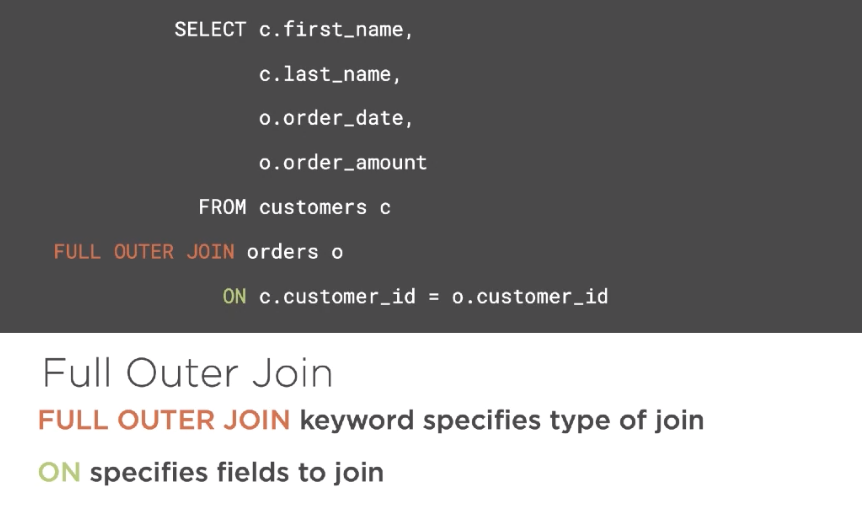 SELECT c.first_name,
c.last_name,
o.order_date,
o.order_amount
FROM customers c
FULL OUTER JOIN orders o
ON c.customer_id = o.customer_id
Full Outer Join
FULL OUTER JOIN keyword specifies type of join
ON specifies fields to join